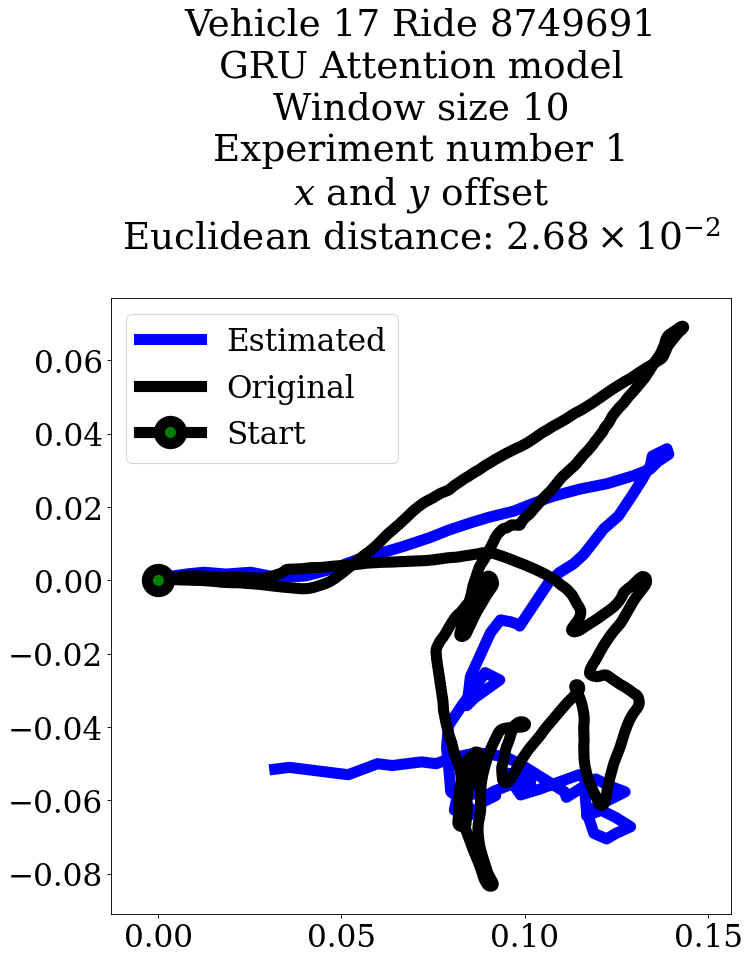 Vehicle 17 Ride 8749691
GRU Attention model
Window size 10
Experiment number 1
x and y offset
Euclidean distance: 2.68 × 10⁻²
Estimated
Original
Start
0.06
0.04
0.02
0.00
−0.02
−0.04
−0.06
−0.08
0.00 0.05 0.10 0.15